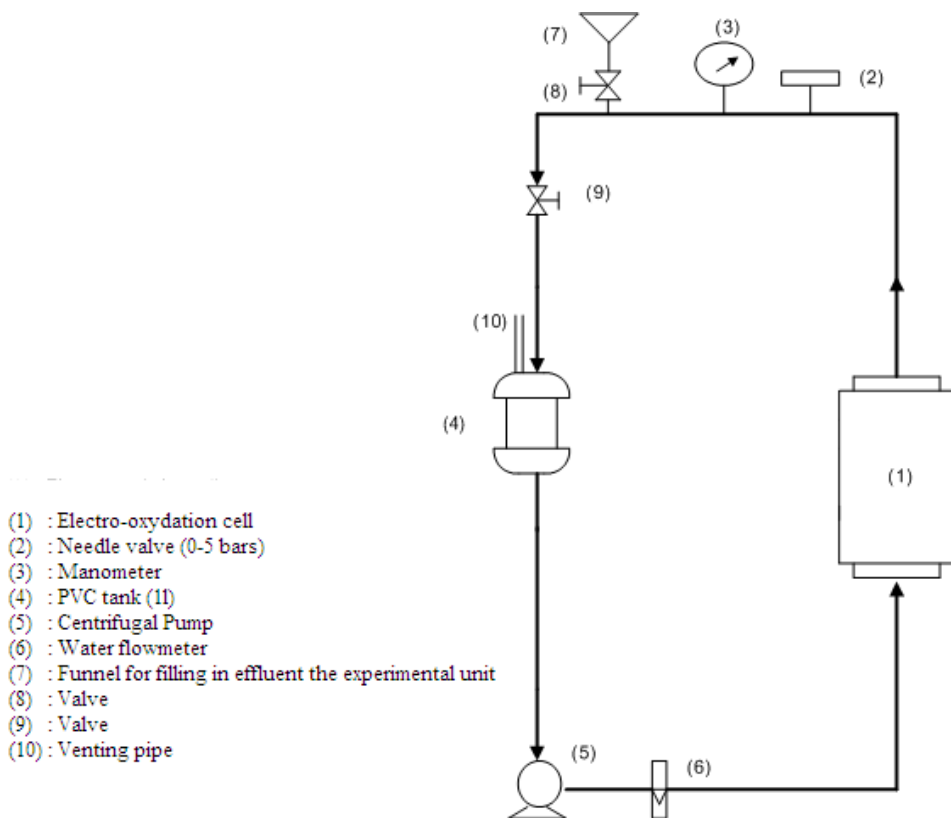 (7)
(3)
(2)
(8)
(9)
(10)
(4)
(1)
(5)
(6)
(1) : Electro-oxydation cell
(2) : Needle valve (0-5 bars)
(3) : Manometer
(4) : PVC tank (1l)
(5) : Centrifugal Pump
(6) : Water flowmeter
(7) : Funnel for filling in effluent the experimental unit
(8) : Valve
(9) : Valve
(10) : Venting pipe